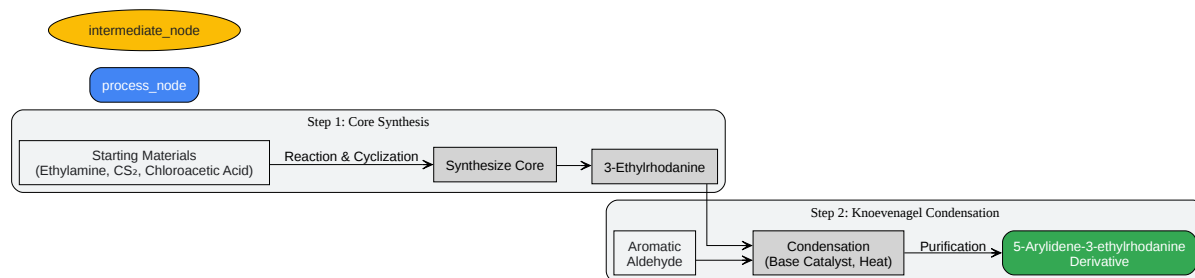 intermediate_node
process_node
Step 1: Core Synthesis
Starting Materials
(Ethylamine, CS₂, Chloroacetic Acid)
Reaction & Cyclization
Synthesize Core
3-Ethylrhodanine
Step 2: Knoevenagel Condensation
Aromatic
Aldehyde
Condensation
(Base Catalyst, Heat)
Purification
5-Arylidene-3-ethylrhodanine
Derivative